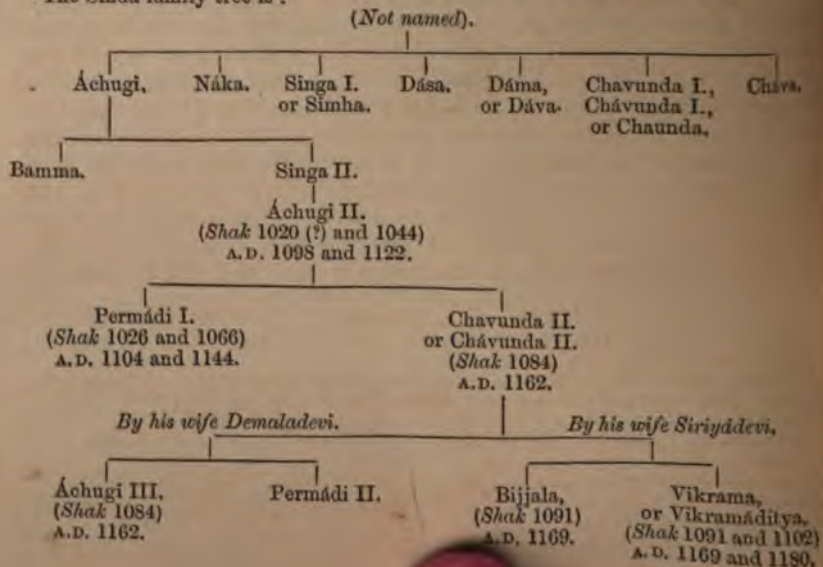 (Not named).
Áchugi, Náka. Singa I. Dása. Dáma, Chavunda I., Cháva.
or Simha. or Dáva. Chávunda I.,
or Chaunda,
Bamma. Singa II.
Áchugi II.
(Shak 1020 (?) and 1044)
A.D. 1098 and 1122.
Permádi I. Chavunda II.
(Shak 1026 and 1066) or Chávunda II.
A.D. 1104 and 1144. (Shak 1084)
A.D. 1162.
By his wife Demaladevi. By his wife Siriyádevi,
Áchugi III. Permádi II. Bijjala, Vikrama,
(Shak 1084) (Shak 1091) or Vikramáditya,
A.D. 1162. A.D. 1169. (Shak 1091 and 1102)
A.D. 1169 and 1180.